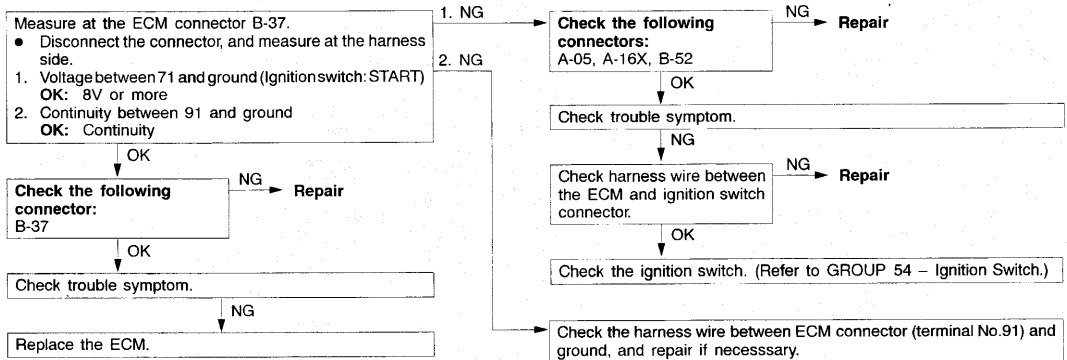 Measure at the ECM connector B-37.
● Disconnect the connector, and measure at the harness
side.
1. Voltage between 71 and ground (Ignition switch: START)
OK: 8V or more
2. Continuity between 91 and ground
OK: Continuity
OK
Check the following
connector:
B-37
NG
Repair
OK
Check trouble symptom.
NG
Replace the ECM.
1. NG
2. NG
Check the following
connectors:
A-05, A-16X, B-52
NG
Repair
OK
Check trouble symptom.
NG
Check harness wire between
the ECM and ignition switch
connector.
NG
Repair
OK
Check the ignition switch. (Refer to GROUP 54 – Ignition Switch.)
Check the harness wire between ECM connector (terminal No.91) and
ground, and repair if necesssary.